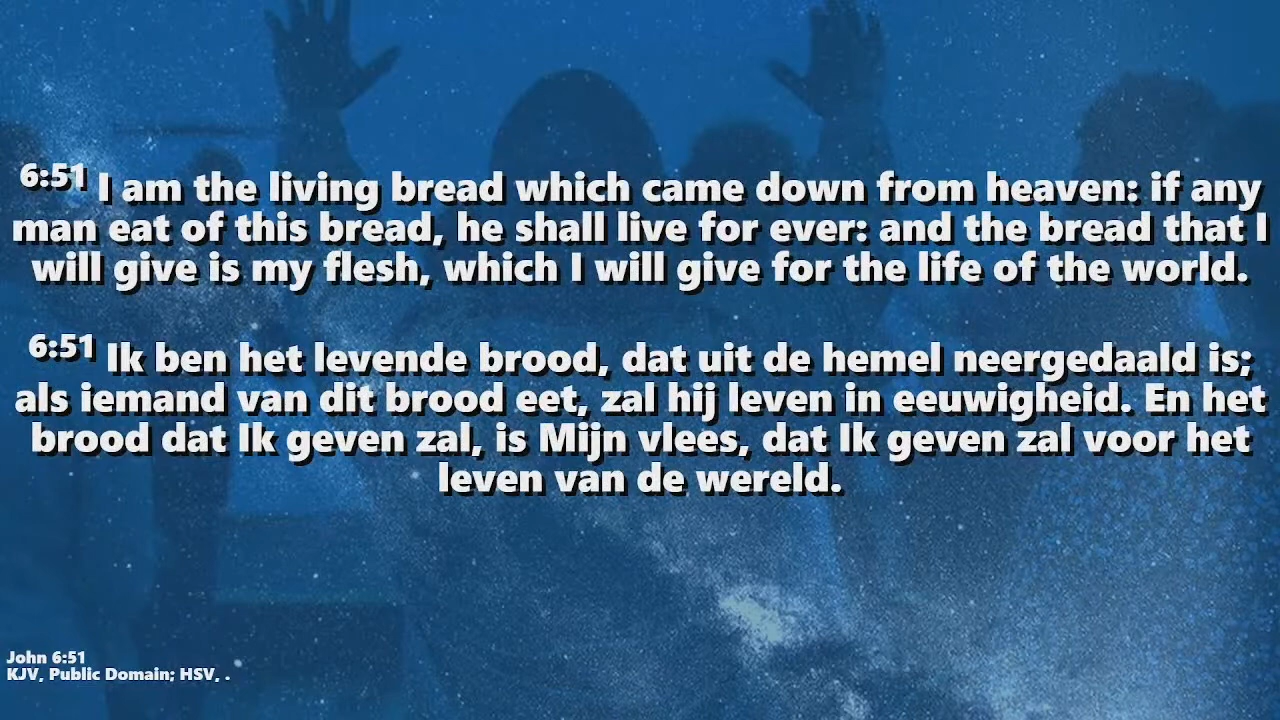 6:51 I am the living bread which came down from heaven: if any
man eat of this bread, he shall live for ever: and the bread that I
will give is my flesh, which I will give for the life of the world.
6:51 Ik ben het levende brood, dat uit de hemel neergedaald is;
als iemand van dit brood eet, zal hij leven in eeuwigheid. En het
brood dat Ik geven zal, is Mijn vlees, dat Ik geven zal voor het
leven van de wereld.
John 6:51
KJV, Public Domain; HSV, .